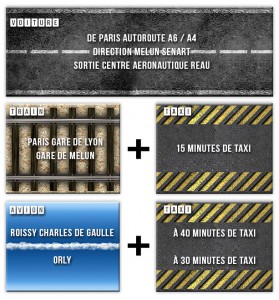 VOITURE
DE PARIS AUTOROUTE A6 / A4
DIRECTION MELUN SENART
SORTIE CENTRE AERONAUTIQUE REAU
TRAIN
PARIS GARE DE LYON
GARE DE MELUN
TAXI
15 MINUTES DE TAXI
AVION
ROISSY CHARLES DE GAULLE
ORLY
TAXI
À 40 MINUTES DE TAXI
À 30 MINUTES DE TAXI